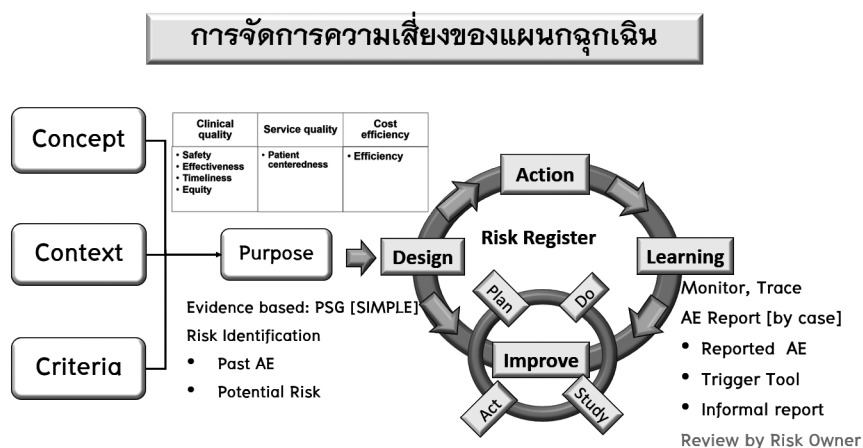 การจัดการความเสี่ยงของแผนกฉุกเฉิน
Concept
Context
Criteria
Clinical quality
Service quality
Cost efficiency
• Safety
• Effectiveness
• Timeliness
• Equity
• Patient centeredness
• Efficiency
Purpose
Evidence based: PSG [SIMPLE]
Risk Identification
• Past AE
• Potential Risk
Design
Action
Risk Register
Learning
Plan
Do
Improve
Act
Study
Monitor, Trace
AE Report [by case]
• Reported AE
• Trigger Tool
• Informal report
Review by Risk Owner